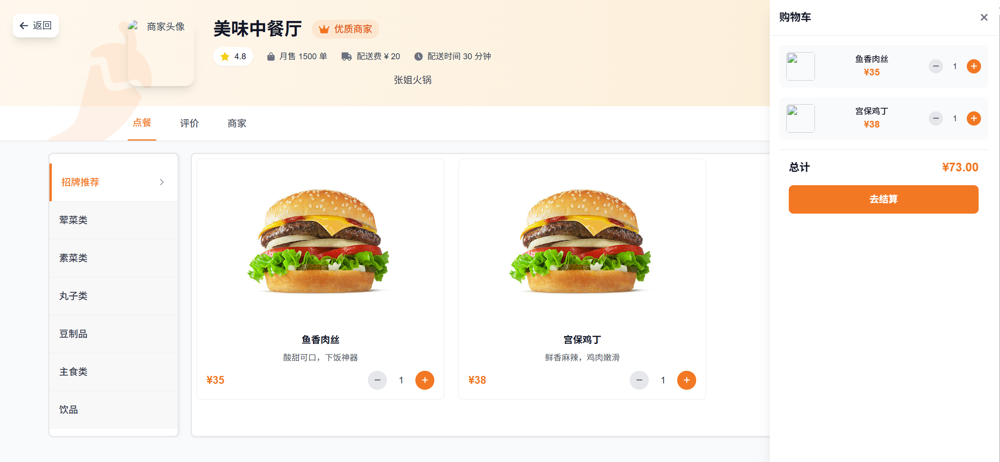 返回
商家头像
美味中餐厅
优质商家
4.8
月售 1500 单
配送费 ¥ 20
配送时间 30 分钟
张姐火锅
点餐
评价
商家
招牌推荐
荤菜类
素菜类
丸子类
豆制品
主食类
饮品
鱼香肉丝
酸甜可口，下饭神器
¥35
1
宫保鸡丁
鲜香麻辣，鸡肉嫩滑
¥38
1
购物车
鱼香肉丝
¥35
1
宫保鸡丁
¥38
1
总计
¥73.00
去结算